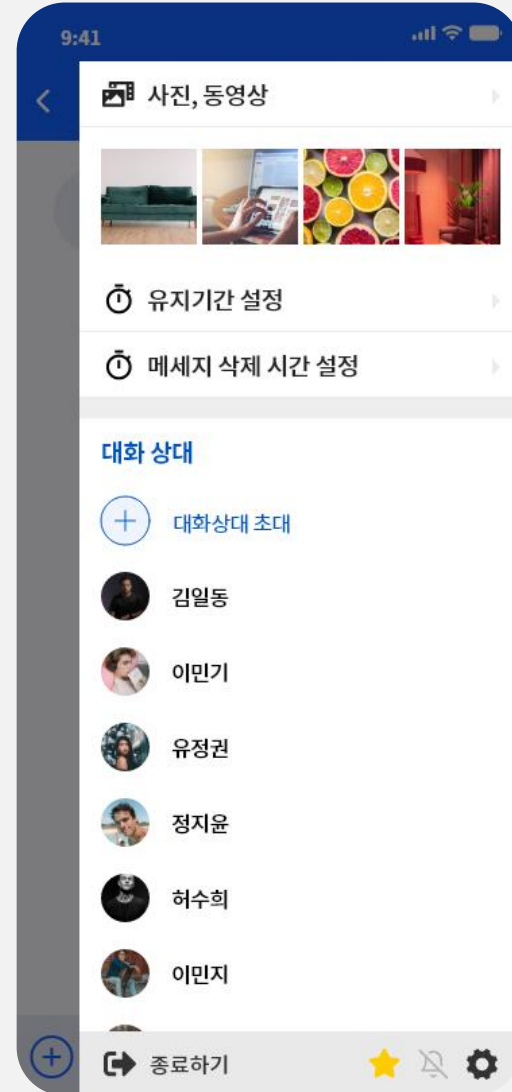 9:41
사진, 동영상
유지기간 설정
메세지 삭제 시간 설정
대화 상대
대화상대 초대
김일동
이민기
유정권
정지윤
허수희
이민지
종료하기